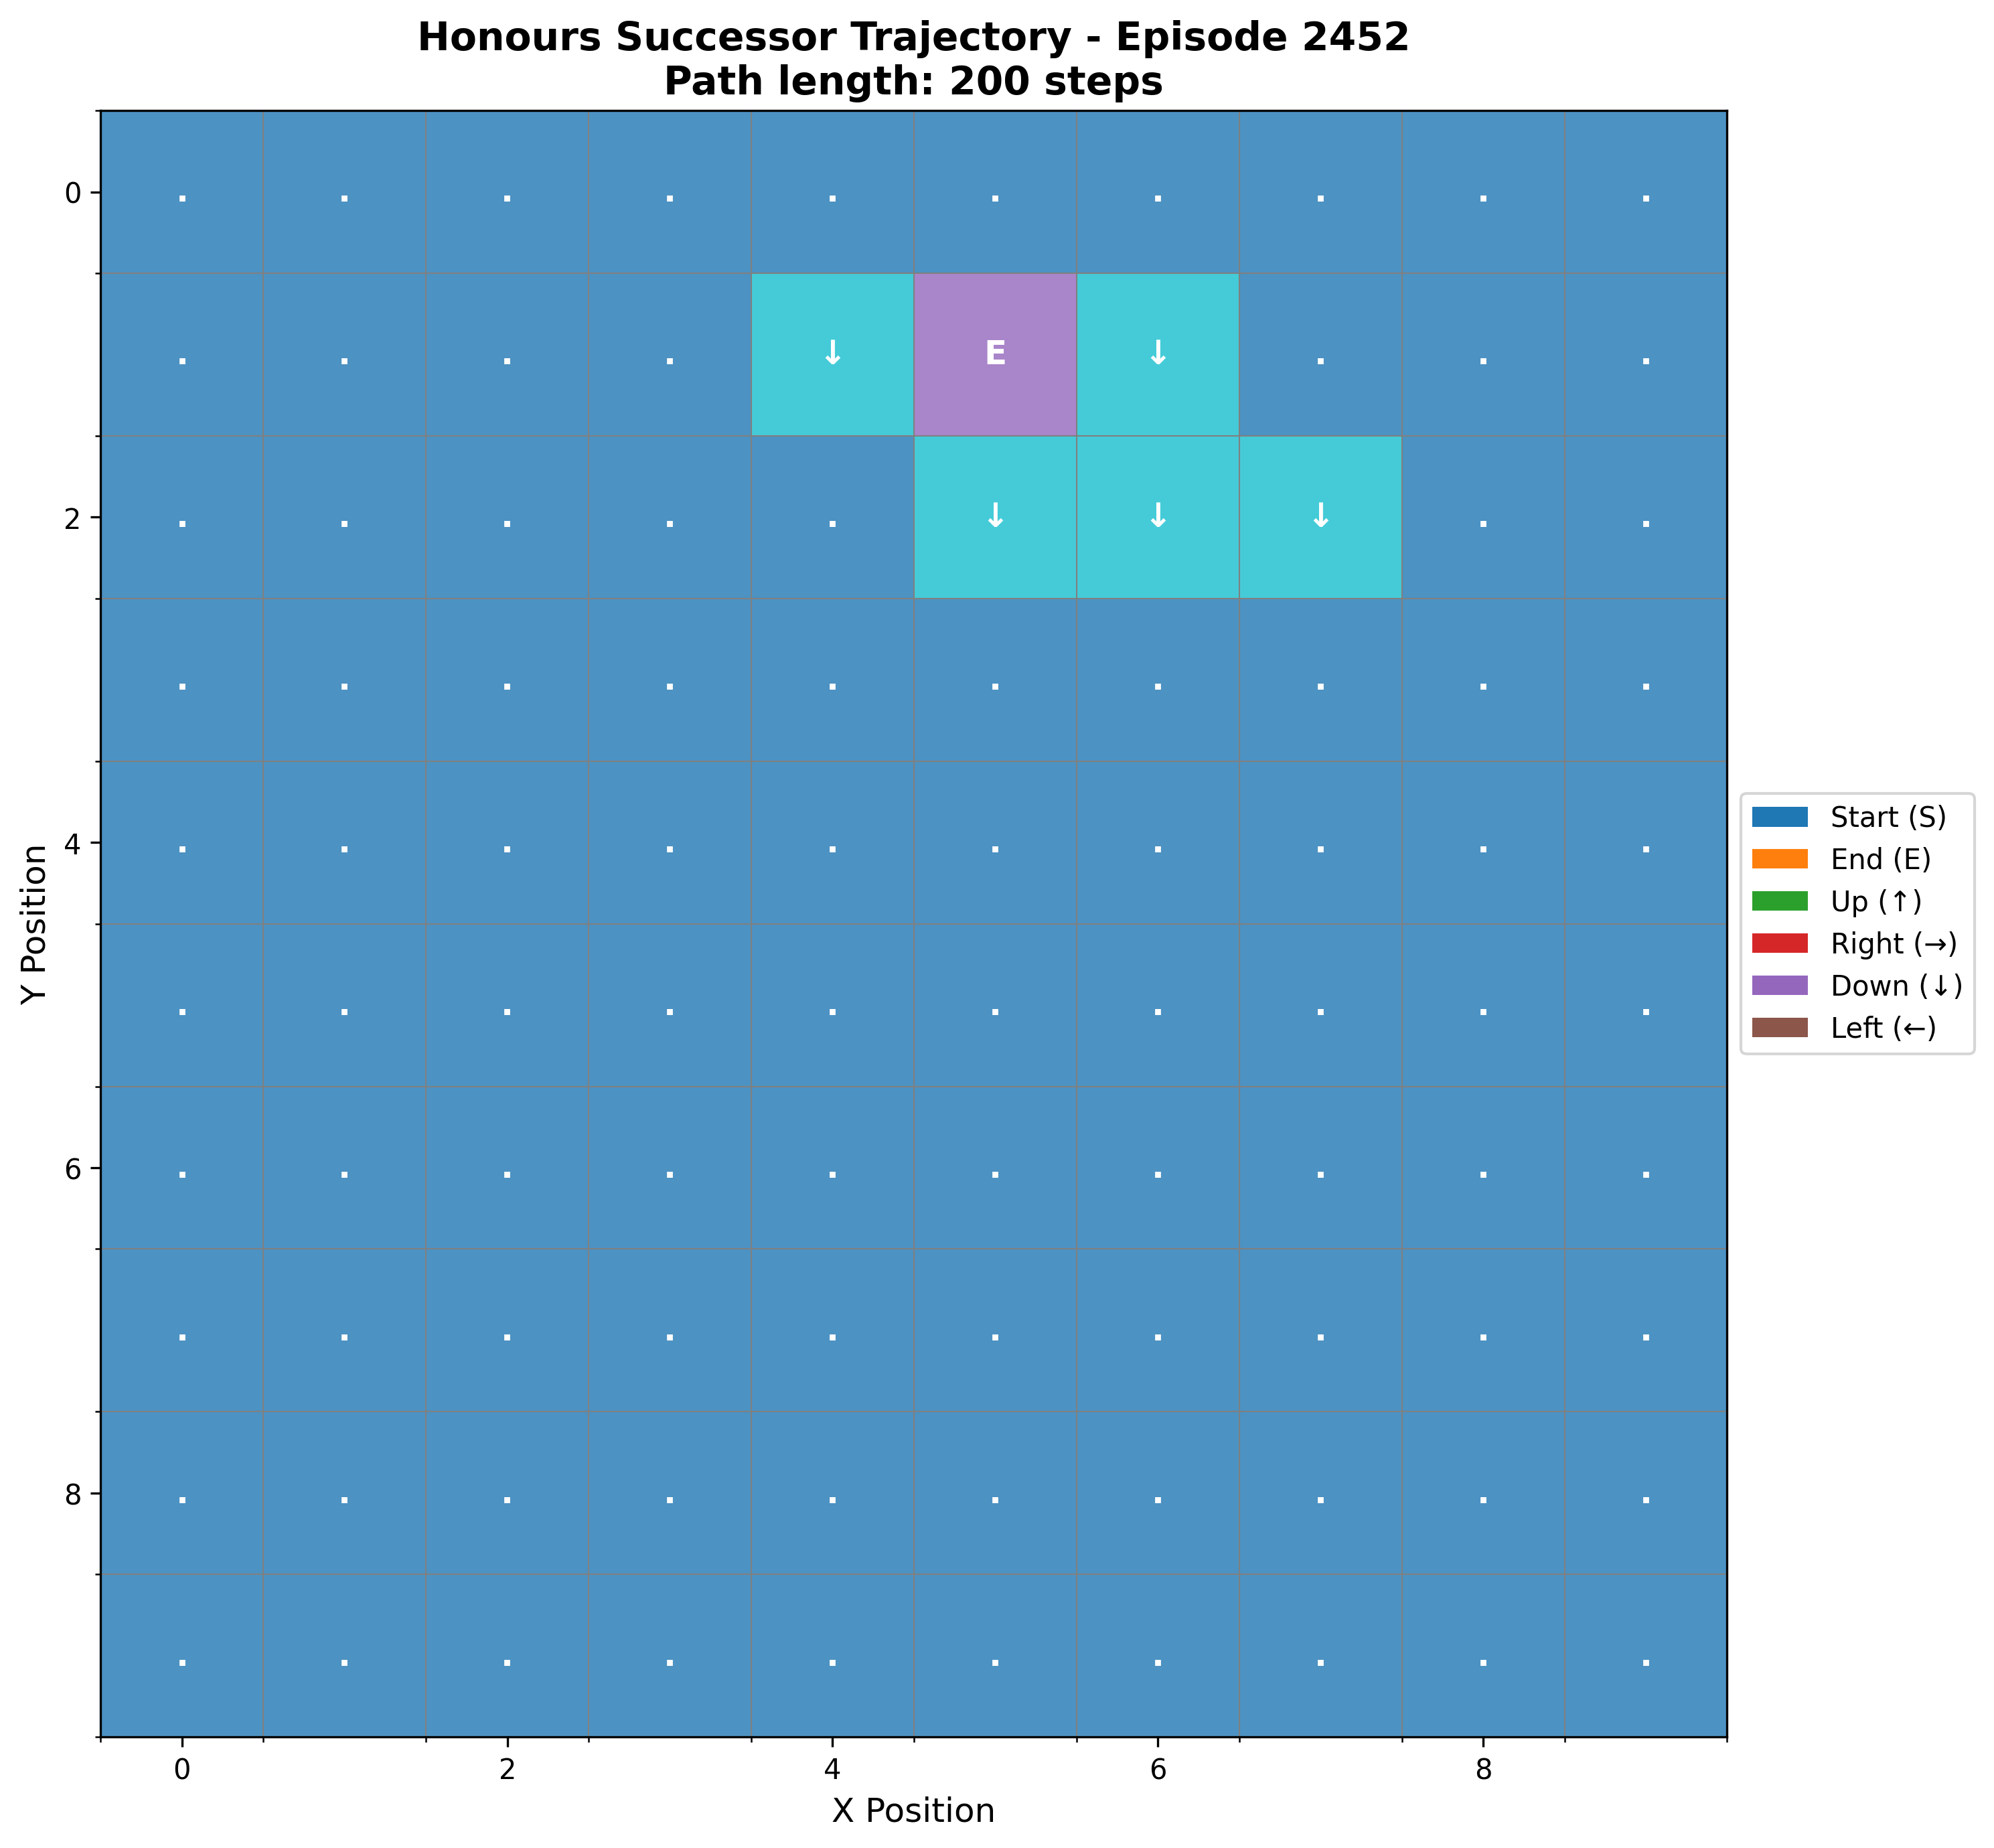 Honours Successor Trajectory - Episode 2452
Path length: 200 steps
0
. . . . . . . . . .
. . . . ↓ E ↓ . . .
2
. . . . . ↓ ↓ ↓ . .
. . . . . . . . . .
4
. . . . . . . . . .
. . . . . . . . . .
6
. . . . . . . . . .
. . . . . . . . . .
8
. . . . . . . . . .
. . . . . . . . . .
Y Position
0 2 4 6 8
X Position
Start (S)
End (E)
Up (↑)
Right (→)
Down (↓)
Left (←)